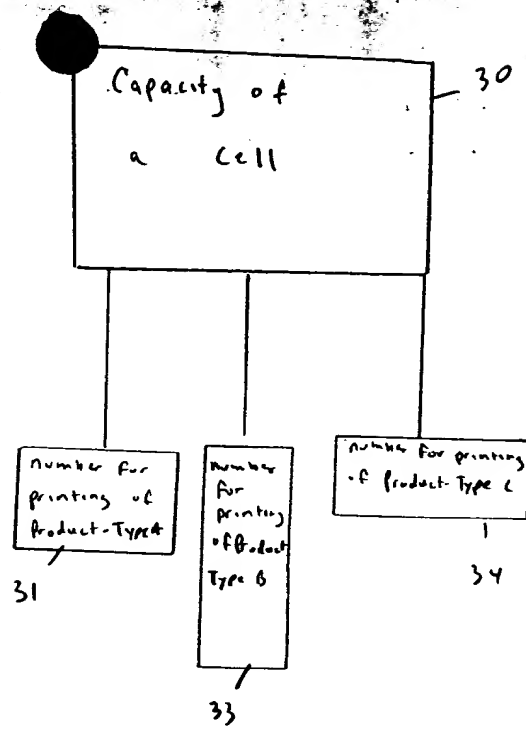 Capacity of
a Cell
30
number for
printing of
Product-Type A
31
number
for
printing
of Product
Type B
33
number for printing
of Product-Type C
34